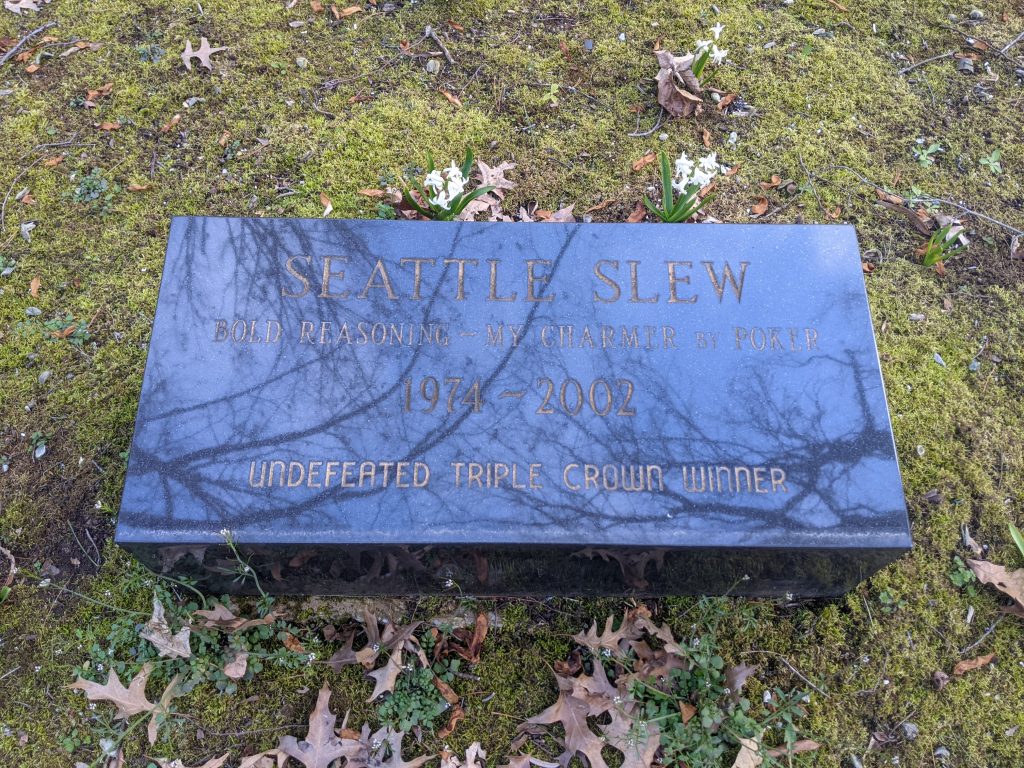 SEATTLE SLEW
BOLD REASONING ~ MY CHARMER BY POKER
1974 ~ 2002
UNDEFEATED TRIPLE CROWN WINNER